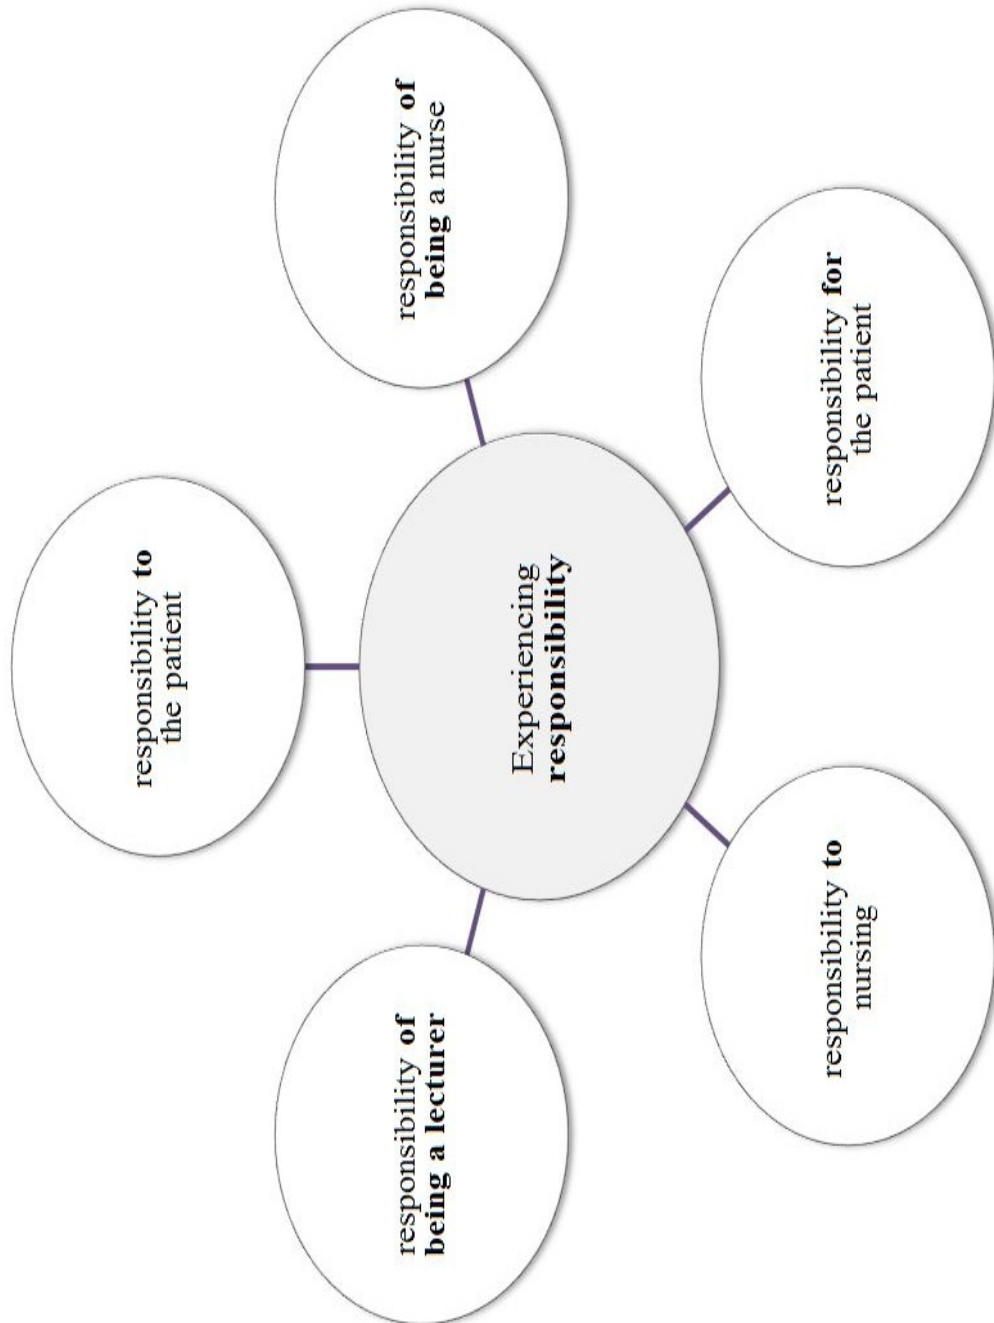 responsibility to
the patient
responsibility of
being a lecturer
responsibility of
being a nurse
Experiencing
responsibility
responsibility to
nursing
responsibility for
the patient